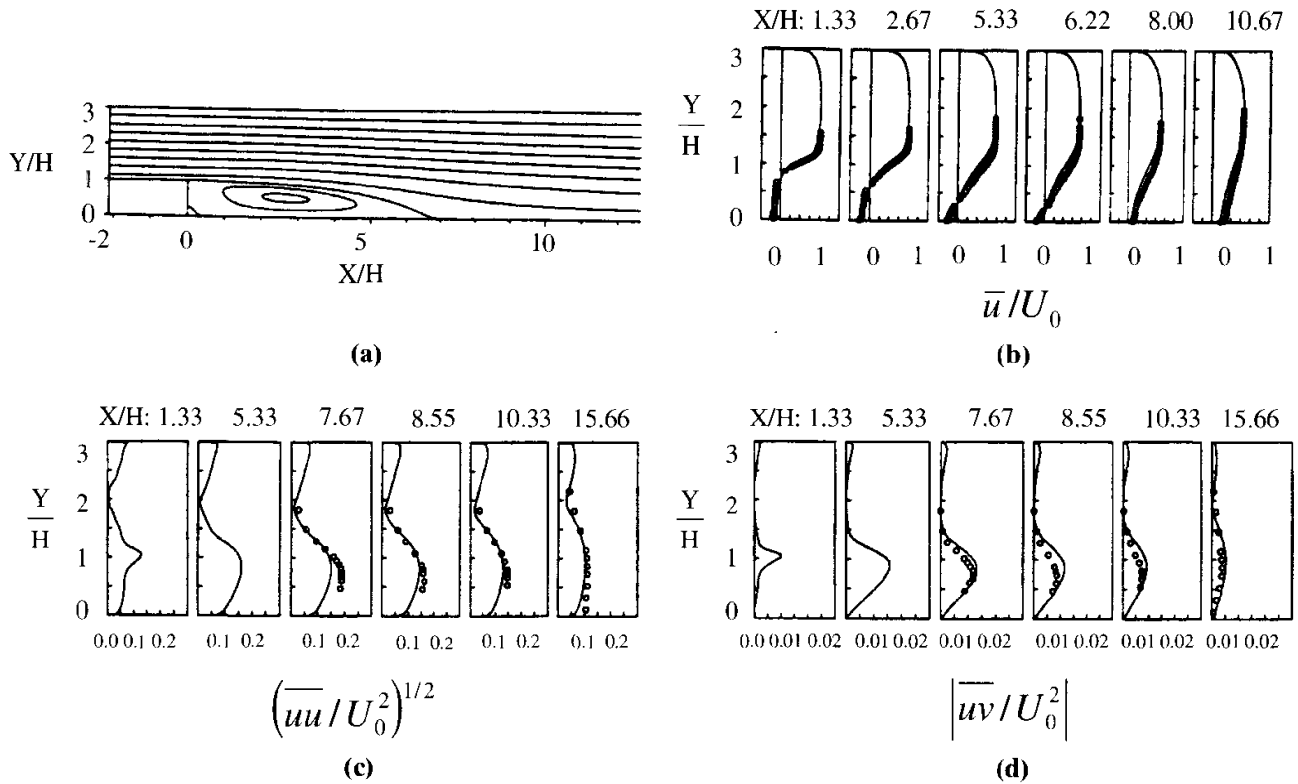 Y/H
3
2
1
0
-2 0 5 10
X/H
(a)
X/H: 1.33 2.67 5.33 6.22 8.00 10.67
Y
H
3
2
1
0
0 1 0 1 0 1 0 1 0 1 0 1
u̅/U₀
(b)
X/H: 1.33 5.33 7.67 8.55 10.33 15.66
Y
H
3
2
1
0
0.0 0.1 0.2 0.1 0.2 0.1 0.2 0.1 0.2 0.1 0.2 0.1 0.2
(u̅u̅/U₀²)^1/2
(c)
X/H: 1.33 5.33 7.67 8.55 10.33 15.66
Y
H
3
2
1
0
0.0 0.01 0.02 0.01 0.02 0.01 0.02 0.01 0.02 0.01 0.02 0.01 0.02
|u̅v̅/U₀²|
(d)